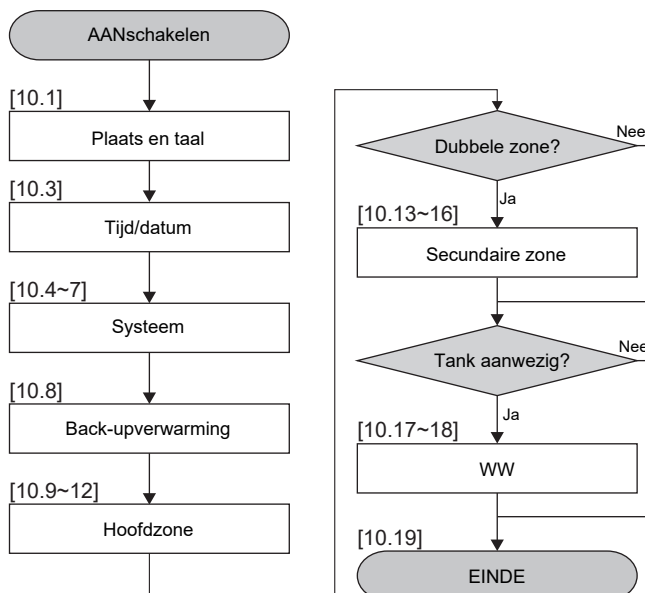 AANschakelen
[10.1]
Plaats en taal
[10.3]
Tijd/datum
[10.4~7]
Systeem
[10.8]
Back-upverwarming
[10.9~12]
Hoofdzone
Dubbele zone?
Nee
Ja
[10.13~16]
Secundaire zone
Tank aanwezig?
Nee
Ja
[10.17~18]
WW
[10.19]
EINDE